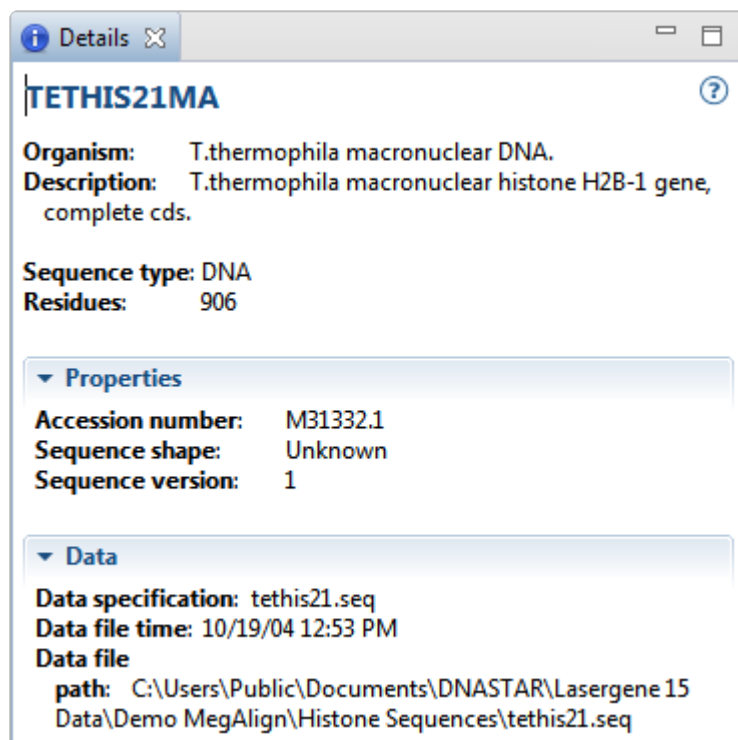 Details
TETHIS21MA
Organism: T.thermophila macronuclear DNA.
Description: T.thermophila macronuclear histone H2B-1 gene,
complete cds.
Sequence type: DNA
Residues: 906
Properties
Accession number: M31332.1
Sequence shape: Unknown
Sequence version: 1
Data
Data specification: tethis21.seq
Data file time: 10/19/04 12:53 PM
Data file
path: C:\Users\Public\Documents\DNASTAR\Lasergene 15
Data\Demo MegAlign\Histone Sequences\tethis21.seq